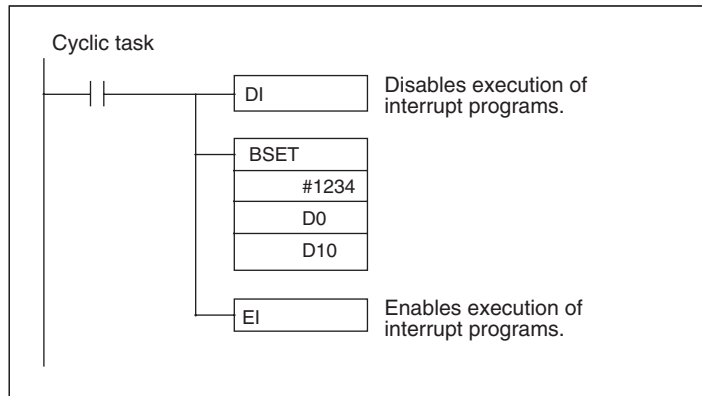 Cyclic task
DI
Disables execution of
interrupt programs.
BSET
#1234
D0
D10
EI
Enables execution of
interrupt programs.